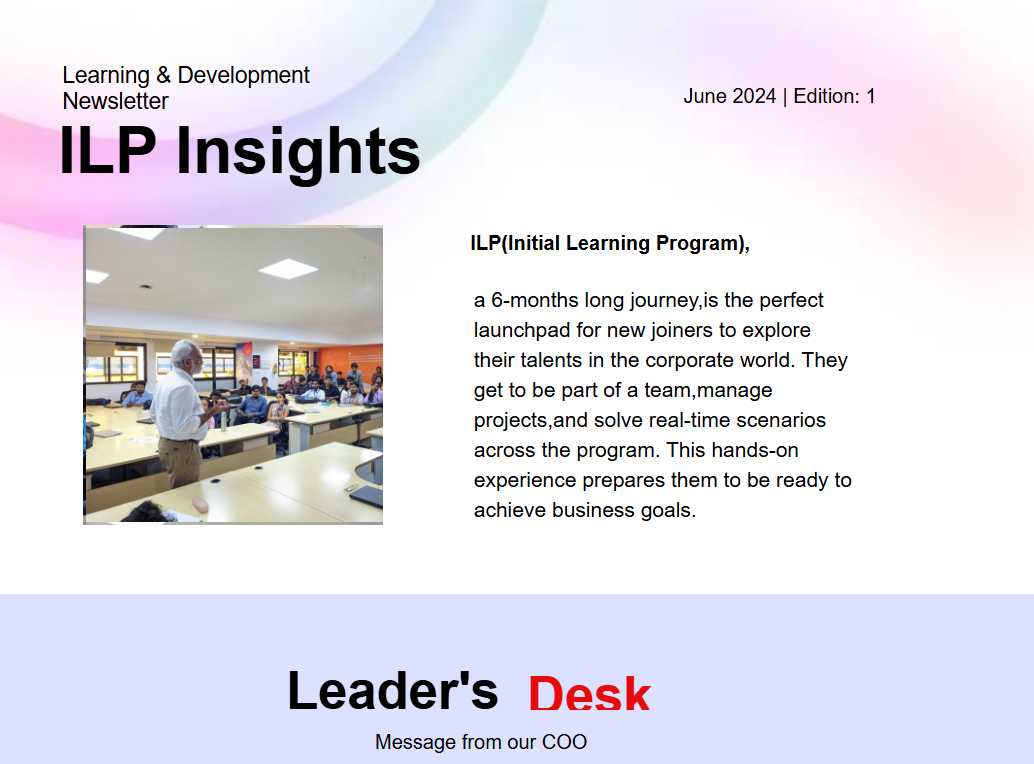 Learning & Development
Newsletter
June 2024 | Edition: 1
ILP Insights
ILP(Initial Learning Program),
a 6-months long journey,is the perfect
launchpad for new joiners to explore
their talents in the corporate world. They
get to be part of a team,manage
projects,and solve real-time scenarios
across the program. This hands-on
experience prepares them to be ready to
achieve business goals.
Leader's Desk
Message from our COO